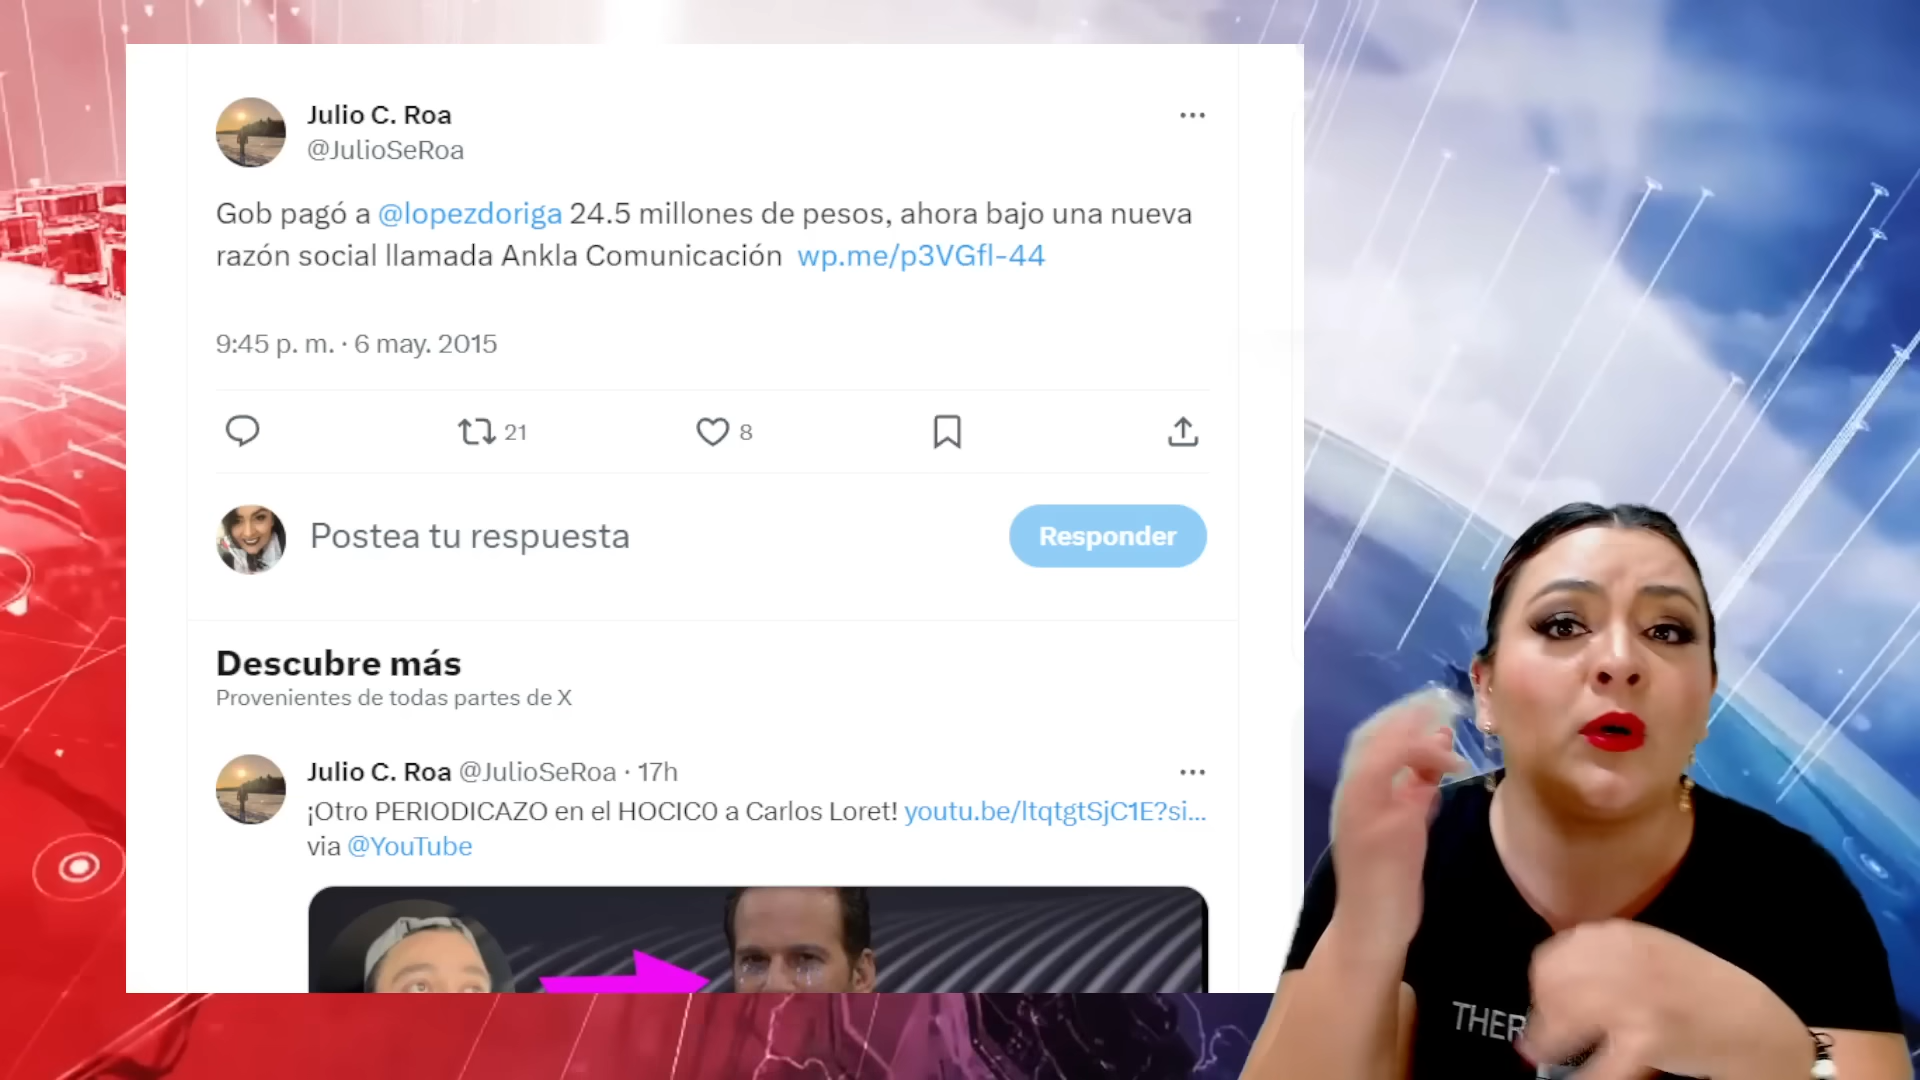 Julio C. Roa
@JulioSeRoa
Gob pagó a @lopezdoriga 24.5 millones de pesos, ahora bajo una nueva
razón social llamada Ankla Comunicación wp.me/p3VGfl-44
9:45 p. m. · 6 may. 2015
21
8
Postea tu respuesta
Responder
Descubre más
Provenientes de todas partes de X
Julio C. Roa @JulioSeRoa · 17h
¡Otro PERIODICAZO en el HOCICO a Carlos Loret! youtu.be/ltqtgtSjC1E?si...
via @YouTube
THER